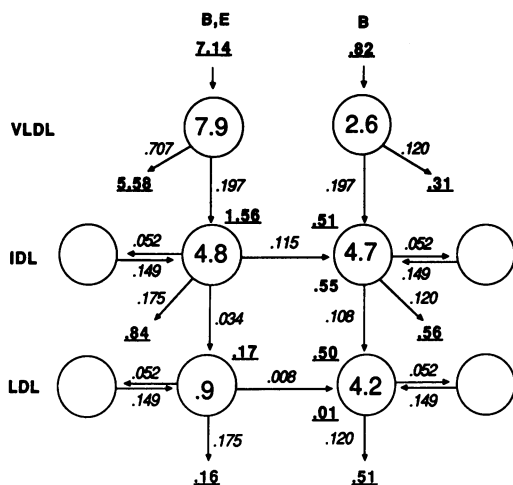 B,E B
7.14 .82
VLDL 7.9 2.6
.707 .120
5.58 .197 .197 .31
1.56 .51
IDL .052 4.8 .115 4.7 .052
.149 .149
.175 .55 .120
.84 .034 .108 .56
.17 .50
LDL .052 .9 .008 4.2 .052
.149 .01 .149
.175 .120
.16 .51